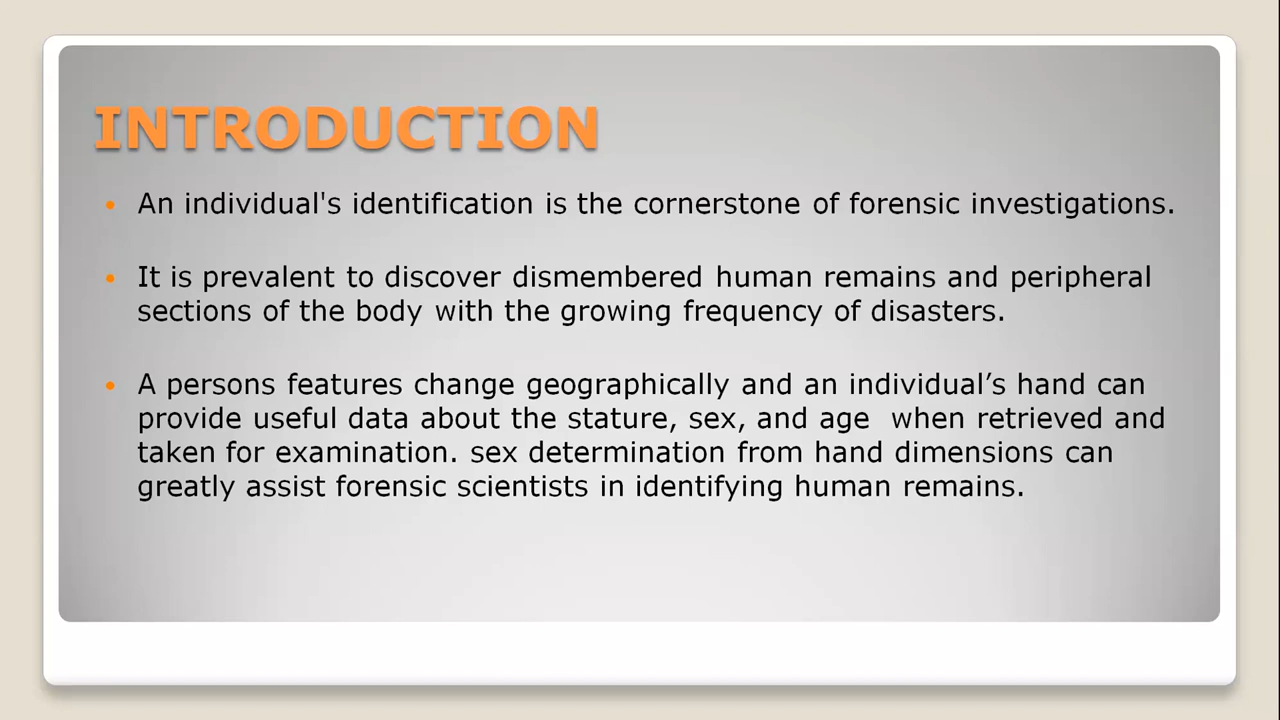 INTRODUCTION
• An individual's identification is the cornerstone of forensic investigations.
• It is prevalent to discover dismembered human remains and peripheral
sections of the body with the growing frequency of disasters.
• A persons features change geographically and an individual’s hand can
provide useful data about the stature, sex, and age  when retrieved and
taken for examination. sex determination from hand dimensions can
greatly assist forensic scientists in identifying human remains.